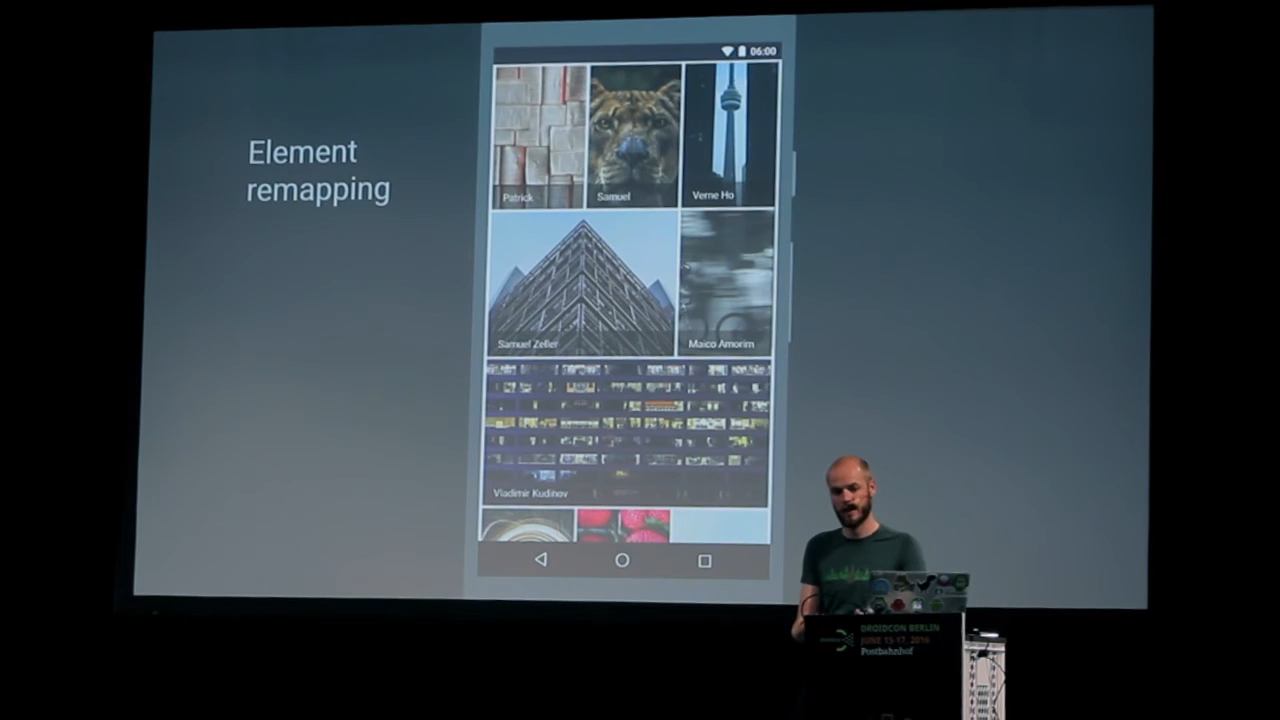 Element
remapping
06:00
Patrick
Samuel
Verne Ho
Samuel Zeller
Maico Amorim
Vladimir Kudinov
DROIDCON BERLIN
JUNE 15-17, 2016
Postbahnhof